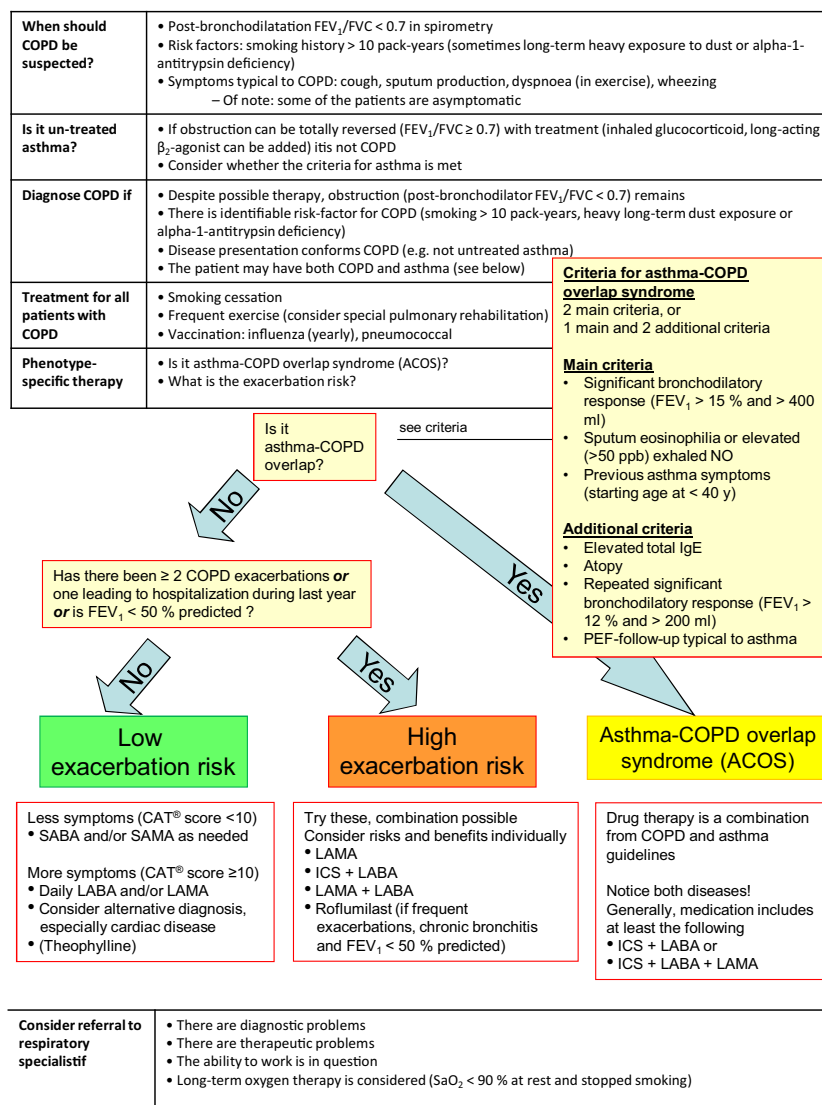 When should COPD be suspected?
• Post-bronchodilatation FEV₁/FVC < 0.7 in spirometry
• Risk factors: smoking history > 10 pack-years (sometimes long-term heavy exposure to dust or alpha-1-
antitrypsin deficiency)
• Symptoms typical to COPD: cough, sputum production, dyspnoea (in exercise), wheezing
– Of note: some of the patients are asymptomatic
Is it un-treated asthma?
• If obstruction can be totally reversed (FEV₁/FVC ≥ 0.7) with treatment (inhaled glucocorticoid, long-acting
β₂-agonist can be added) itis not COPD
• Consider whether the criteria for asthma is met
Diagnose COPD if
• Despite possible therapy, obstruction (post-bronchodilator FEV₁/FVC < 0.7) remains
• There is identifiable risk-factor for COPD (smoking > 10 pack-years, heavy long-term dust exposure or
alpha-1-antitrypsin deficiency)
• Disease presentation conforms COPD (e.g. not untreated asthma)
• The patient may have both COPD and asthma (see below)
Treatment for all patients with COPD
• Smoking cessation
• Frequent exercise (consider special pulmonary rehabilitation)
• Vaccination: influenza (yearly), pneumococcal
Phenotype-specific therapy
• Is it asthma-COPD overlap syndrome (ACOS)?
• What is the exacerbation risk?
Criteria for asthma-COPD
overlap syndrome
2 main criteria, or
1 main and 2 additional criteria
Main criteria
• Significant bronchodilatory
response (FEV₁ > 15 % and > 400
ml)
• Sputum eosinophilia or elevated
(>50 ppb) exhaled NO
• Previous asthma symptoms
(starting age at < 40 y)
Additional criteria
• Elevated total IgE
• Atopy
• Repeated significant
bronchodilatory response (FEV₁ >
12 % and > 200 ml)
• PEF-follow-up typical to asthma
Is it
asthma-COPD
overlap?
see criteria
No
Yes
Has there been ≥ 2 COPD exacerbations or
one leading to hospitalization during last year
or is FEV₁ < 50 % predicted ?
No
Yes
Low
exacerbation risk
High
exacerbation risk
Asthma-COPD overlap
syndrome (ACOS)
Less symptoms (CAT® score <10)
• SABA and/or SAMA as needed
More symptoms (CAT® score ≥10)
• Daily LABA and/or LAMA
• Consider alternative diagnosis,
especially cardiac disease
• (Theophylline)
Try these, combination possible
Consider risks and benefits individually
• LAMA
• ICS + LABA
• LAMA + LABA
• Roflumilast (if frequent
exacerbations, chronic bronchitis
and FEV₁ < 50 % predicted)
Drug therapy is a combination
from COPD and asthma
guidelines
Notice both diseases!
Generally, medication includes
at least the following
• ICS + LABA or
• ICS + LABA + LAMA
Consider referral to
respiratory
specialistif
• There are diagnostic problems
• There are therapeutic problems
• The ability to work is in question
• Long-term oxygen therapy is considered (SaO₂ < 90 % at rest and stopped smoking)